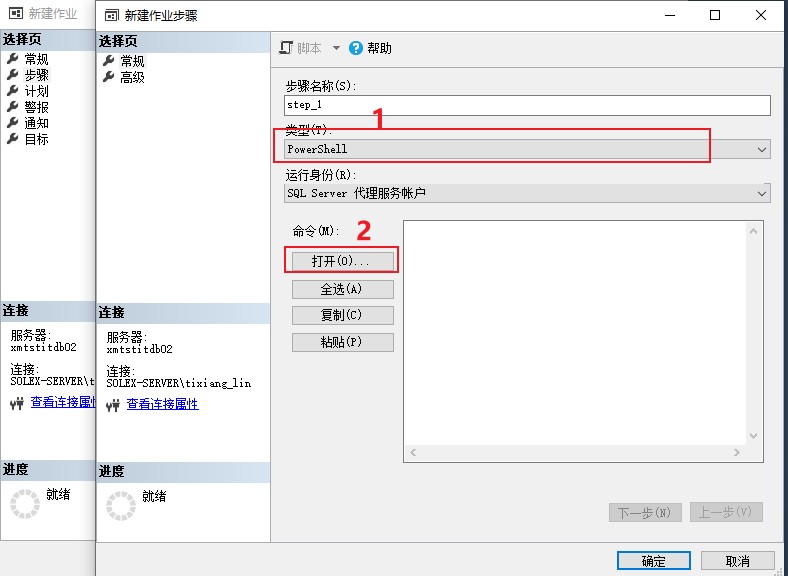 新建作业
选择页
常规
步骤
计划
警报
通知
目标
连接
服务器:
xmtstitdb02
连接:
SOLEX-SERVER\t
查看连接属
进度
就绪
新建作业步骤
选择页
常规
高级
连接
服务器:
xmtstitdb02
连接:
SOLEX-SERVER\tixiang_lin
查看连接属性
进度
就绪
脚本
帮助
步骤名称(S):
step_1
1
类型(T):
PowerShell
运行身份(R):
SQL Server 代理服务帐户
命令(M):
2
打开(O)...
全选(A)
复制(C)
粘贴(P)
下一步(N)
上一步(V)
确定
取消